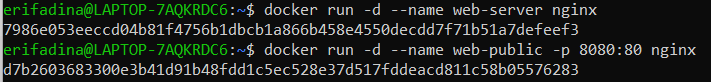 erifadina@LAPTOP-7AQKRDC6:~$ docker run -d --name web-server nginx
7986e053eeccd04b81f4756b1dbcb1a866b458e4550decdd7f71b51a7defeef3
erifadina@LAPTOP-7AQKRDC6:~$ docker run -d --name web-public -p 8080:80 nginx
d7b2603683300e3b41d91b48fdd1c5ec528e37d517fddeacd811c58b05576283